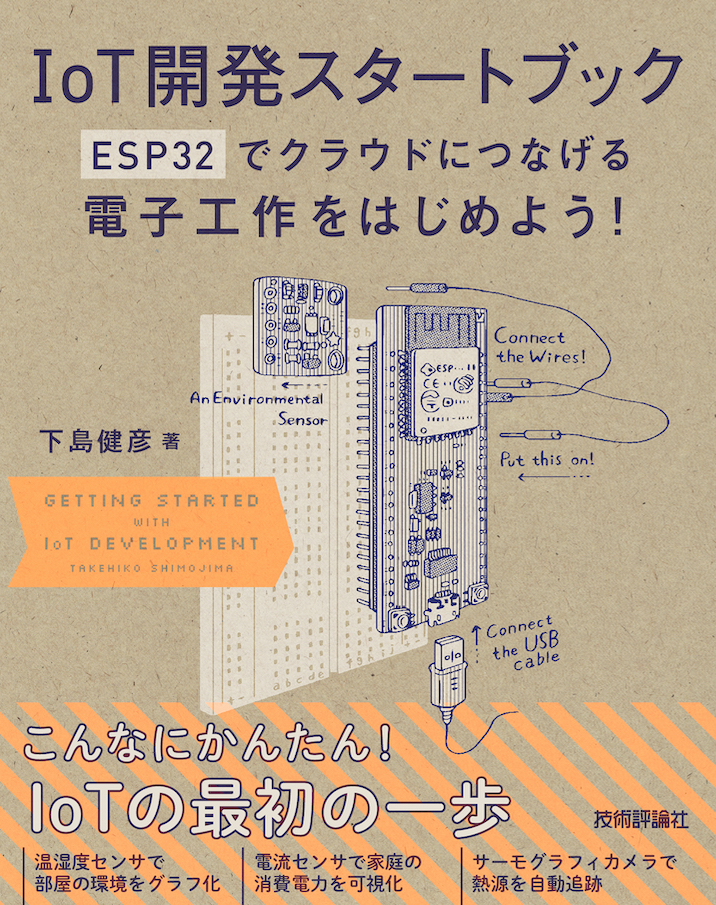 IoT開発スタートブック
ESP32 でクラウドにつなげる
電子工作をはじめよう!
Connect
the Wires!
ESP
CE
An Environmental
Sensor
Put this on!
下島健彦 著
GETTING STARTED
WITH
IoT DEVELOPMENT
TAKEHIKO SHIMOJIMA
Connect
the USB
cable
a b c d e
f g h i j
こんなにかんたん!
IoTの最初の一歩
技術評論社
温湿度センサで
部屋の環境をグラフ化
電流センサで家庭の
消費電力を可視化
サーモグラフィカメラで
熱源を自動追跡